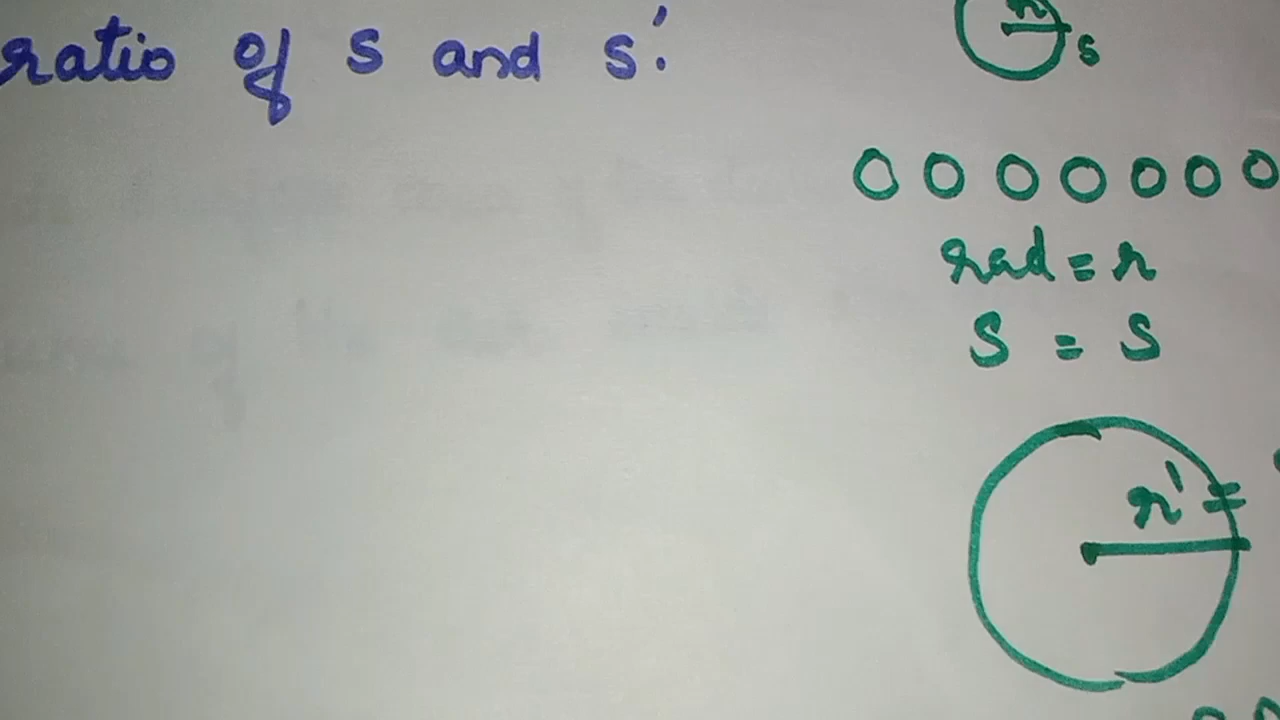 ratio of s and s'.
r
s
rad = r
S = S
r' =